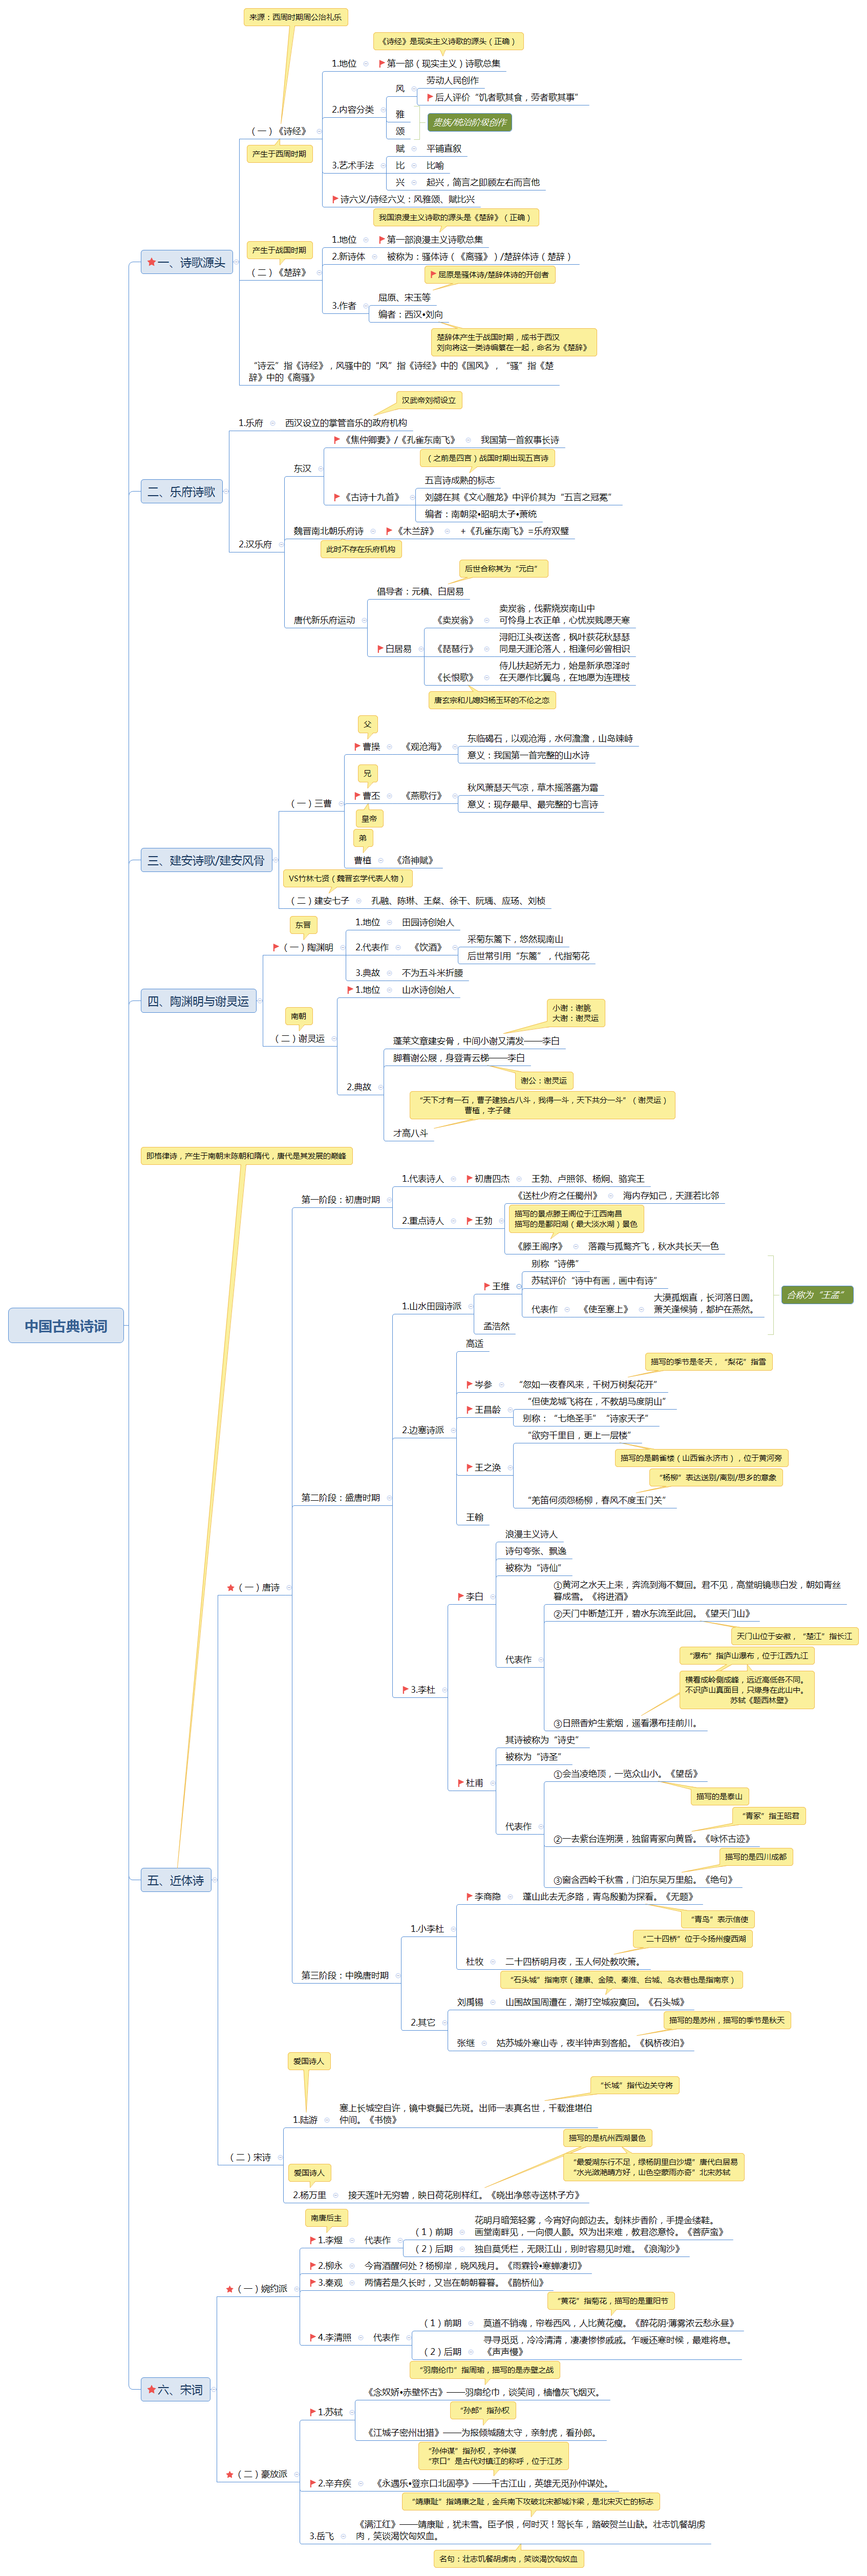 来源：西周时期周公治礼乐
《诗经》是现实主义诗歌的源头（正确）
1.地位
第一部（现实主义）诗歌总集
劳动人民创作
风
后人评价“饥者歌其食，劳者歌其事”
2.内容分类
雅
贵族/统治阶级创作
（一）《诗经》
颂
产生于西周时期
赋
平铺直叙
3.艺术手法
比
比喻
兴
起兴，简言之即顾左右而言他
诗六义/诗经六义：风雅颂、赋比兴
我国浪漫主义诗歌的源头是《楚辞》（正确）
一、诗歌源头
产生于战国时期
1.地位
第一部浪漫主义诗歌总集
2.新诗体
被称为：骚体诗（《离骚》）/楚辞体诗（楚辞）
（二）《楚辞》
屈原是骚体诗/楚辞体诗的开创者
屈原、宋玉等
3.作者
编者：西汉•刘向
楚辞体产生于战国时期，成书于西汉
刘向将这一类诗编纂在一起，命名为《楚辞》
“诗云”指《诗经》，风骚中的“风”指《诗经》中的《国风》，“骚”指《楚
辞》中的《离骚》
汉武帝刘彻设立
1.乐府
西汉设立的掌管音乐的政府机构
《焦仲卿妻》/《孔雀东南飞》
我国第一首叙事长诗
（之前是四言）战国时期出现五言诗
东汉
五言诗成熟的标志
二、乐府诗歌
《古诗十九首》
刘勰在其《文心雕龙》中评价其为“五言之冠冕”
编者：南朝梁•昭明太子•萧统
魏晋南北朝乐府诗
《木兰辞》
+《孔雀东南飞》=乐府双璧
2.汉乐府
此时不存在乐府机构
后世合称其为“元白”
倡导者：元稹、白居易
唐代新乐府运动
《卖炭翁》
卖炭翁，伐薪烧炭南山中
可怜身上衣正单，心忧炭贱愿天寒
白居易
《琵琶行》
浔阳江头夜送客，枫叶荻花秋瑟瑟
同是天涯沦落人，相逢何必曾相识
《长恨歌》
侍儿扶起娇无力，始是新承恩泽时
在天愿作比翼鸟，在地愿为连理枝
唐玄宗和儿媳妇杨玉环的不伦之恋
父
曹操
《观沧海》
东临碣石，以观沧海，水何澹澹，山岛竦峙
意义：我国第一首完整的山水诗
兄
曹丕
《燕歌行》
秋风萧瑟天气凉，草木摇落露为霜
意义：现存最早、最完整的七言诗
（一）三曹
皇帝
弟
曹植
《洛神赋》
三、建安诗歌/建安风骨
VS竹林七贤（魏晋玄学代表人物）
（二）建安七子
孔融、陈琳、王粲、徐干、阮瑀、应玚、刘桢
东晋
1.地位
田园诗创始人
（一）陶渊明
2.代表作
《饮酒》
采菊东篱下，悠然现南山
后世常引用“东篱”，代指菊花
3.典故
不为五斗米折腰
四、陶渊明与谢灵运
1.地位
山水诗创始人
南朝
（二）谢灵运
小谢：谢朓
大谢：谢灵运
蓬莱文章建安骨，中间小谢又清发——李白
脚著谢公屐，身登青云梯——李白
谢公：谢灵运
2.典故
“天下才有一石，曹子建独占八斗，我得一斗，天下共分一斗”（谢灵运）
曹植，字子健
才高八斗
即格律诗，产生于南朝末陈朝和隋代，唐代是其发展的巅峰
1.代表诗人
初唐四杰
王勃、卢照邻、杨炯、骆宾王
第一阶段：初唐时期
《送杜少府之任蜀州》
海内存知己，天涯若比邻
2.重点诗人
王勃
描写的景点滕王阁位于江西南昌
描写的是鄱阳湖（最大淡水湖）景色
《滕王阁序》
落霞与孤鹜齐飞，秋水共长天一色
别称“诗佛”
王维
苏轼评价“诗中有画，画中有诗”
合称为“王孟”
1.山水田园诗派
代表作
《使至塞上》
大漠孤烟直，长河落日圆。
萧关逢候骑，都护在燕然。
中国古典诗词
孟浩然
高适
描写的季节是冬天，“梨花”指雪
岑参
“忽如一夜春风来，千树万树梨花开”
王昌龄
“但使龙城飞将在，不教胡马度阴山”
别称：“七绝圣手”“诗家天子”
2.边塞诗派
“欲穷千里目，更上一层楼”
描写的是鹳雀楼（山西省永济市），位于黄河旁
王之涣
“杨柳”表达送别/离别/思乡的意象
“羌笛何须怨杨柳，春风不度玉门关”
第二阶段：盛唐时期
王翰
浪漫主义诗人
诗句夸张、飘逸
被称为“诗仙”
（一）唐诗
李白
①黄河之水天上来，奔流到海不复回。君不见，高堂明镜悲白发，朝如青丝
暮成雪。《将进酒》
②天门中断楚江开，碧水东流至此回。《望天门山》
天门山位于安徽，“楚江”指长江
代表作
“瀑布”指庐山瀑布，位于江西九江
横看成岭侧成峰，远近高低各不同。
不识庐山真面目，只缘身在此山中。
苏轼《题西林壁》
3.李杜
③日照香炉生紫烟，遥看瀑布挂前川。
其诗被称为“诗史”
被称为“诗圣”
杜甫
①会当凌绝顶，一览众山小。《望岳》
描写的是泰山
“青冢”指王昭君
代表作
②一去紫台连朔漠，独留青冢向黄昏。《咏怀古迹》
描写的是四川成都
③窗含西岭千秋雪，门泊东吴万里船。《绝句》
五、近体诗
李商隐
蓬山此去无多路，青鸟殷勤为探看。《无题》
“青鸟”表示信使
1.小李杜
“二十四桥”位于今扬州瘦西湖
杜牧
二十四桥明月夜，玉人何处教吹箫。
第三阶段：中晚唐时期
“石头城”指南京（建康、金陵、秦淮、台城、乌衣巷也是指南京）
刘禹锡
山围故国周遭在，潮打空城寂寞回。《石头城》
2.其它
描写的是苏州，描写的季节是秋天
张继
姑苏城外寒山寺，夜半钟声到客船。《枫桥夜泊》
爱国诗人
“长城”指代边关守将
1.陆游
塞上长城空自许，镜中衰鬓已先斑。出师一表真名世，千载谁堪伯
仲间。《书愤》
（二）宋诗
描写的是杭州西湖景色
爱国诗人
“最爱湖东行不足，绿杨阴里白沙堤”唐代白居易
“水光潋滟晴方好，山色空蒙雨亦奇”北宋苏轼
2.杨万里
接天莲叶无穷碧，映日荷花别样红。《晓出净慈寺送林子方》
南唐后主
1.李煜
代表作
（1）前期
花明月暗笼轻雾，今宵好向郎边去。刬袜步香阶，手提金缕鞋。
画堂南畔见，一向偎人颤。奴为出来难，教君恣意怜。《菩萨蛮》
（2）后期
独自莫凭栏，无限江山，别时容易见时难。《浪淘沙》
2.柳永
今宵酒醒何处？杨柳岸，晓风残月。《雨霖铃•寒蝉凄切》
（一）婉约派
3.秦观
两情若是久长时，又岂在朝朝暮暮。《鹊桥仙》
“黄花”指菊花，描写的是重阳节
4.李清照
代表作
（1）前期
莫道不销魂，帘卷西风，人比黄花瘦。《醉花阴·薄雾浓云愁永昼》
（2）后期
寻寻觅觅，冷冷清清，凄凄惨惨戚戚。乍暖还寒时候，最难将息。
《声声慢》
六、宋词
“羽扇纶巾”指周瑜，描写的是赤壁之战
《念奴娇•赤壁怀古》——羽扇纶巾，谈笑间，樯橹灰飞烟灭。
1.苏轼
“孙郎”指孙权
《江城子密州出猎》——为报倾城随太守，亲射虎，看孙郎。
“孙仲谋”指孙权，字仲谋
“京口”是古代对镇江的称呼，位于江苏
（二）豪放派
2.辛弃疾
《永遇乐•登京口北固亭》——千古江山，英雄无觅孙仲谋处。
“靖康耻”指靖康之耻，金兵南下攻破北宋都城汴梁，是北宋灭亡的标志
3.岳飞
《满江红》——靖康耻，犹未雪。臣子恨，何时灭！驾长车，踏破贺兰山缺。壮志饥餐胡虏
肉，笑谈渴饮匈奴血。
名句：壮志饥餐胡虏肉，笑谈渴饮匈奴血